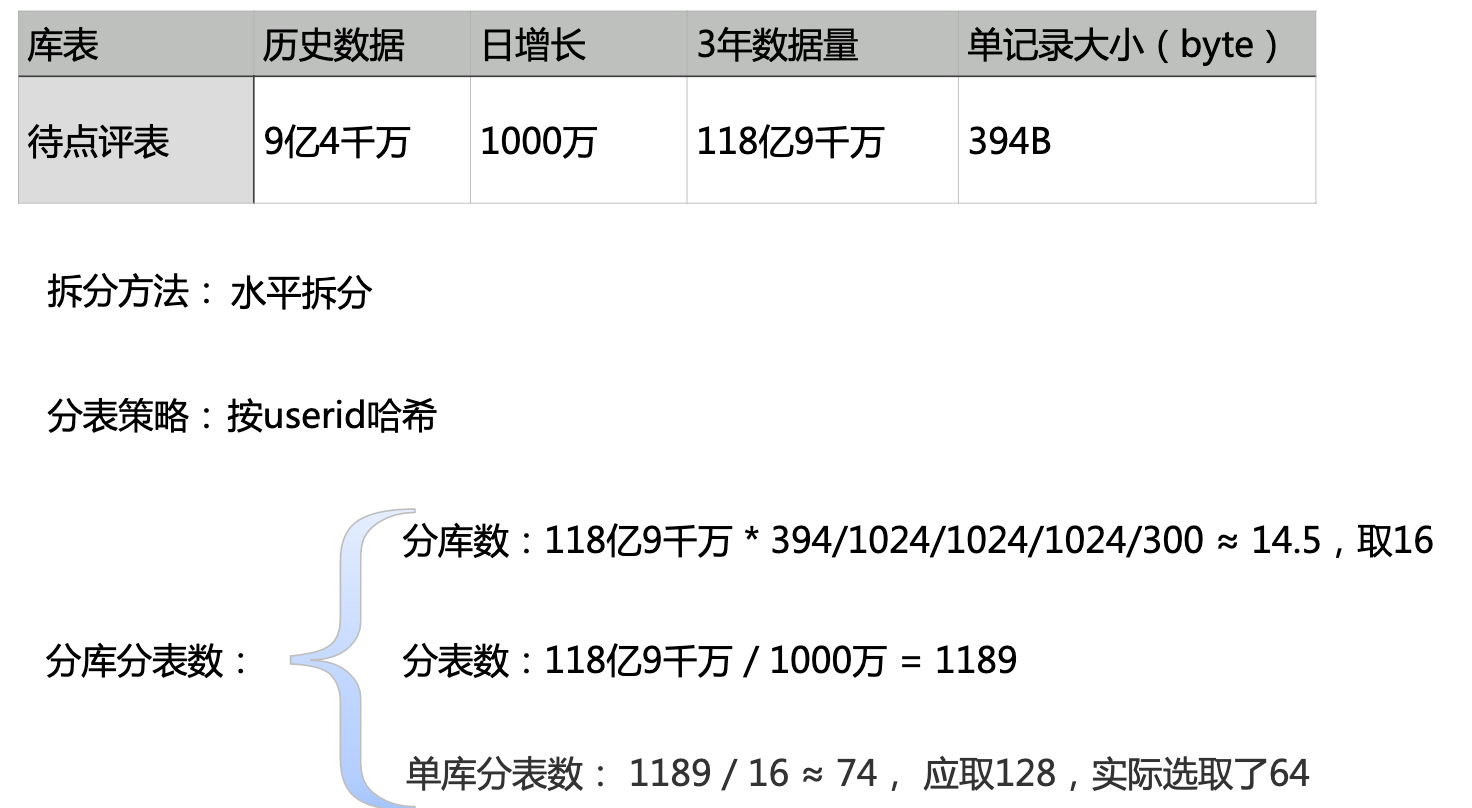 库表 历史数据 日增长 3年数据量 单记录大小（byte）
待点评表 9亿4千万 1000万 118亿9千万 394B
拆分方法： 水平拆分
分表策略：按userid哈希
分库数：118亿9千万 * 394/1024/1024/1024/300 ≈ 14.5，取16
分库分表数：
分表数：118亿9千万 / 1000万 = 1189
单库分表数： 1189 / 16 ≈ 74， 应取128，实际选取了64